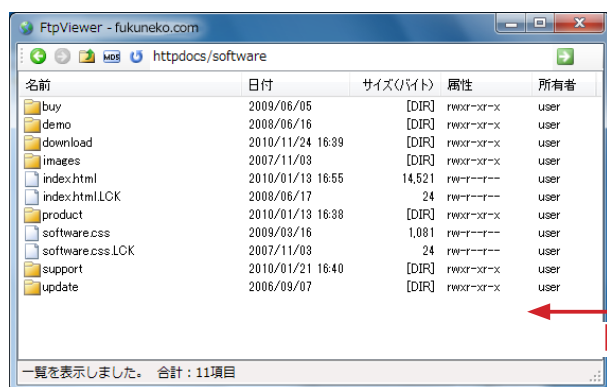 FtpViewer - fukuneko.com
MD5 httpdocs/software
名前 日付 サイズ(バイト) 属性 所有者
buy 2009/06/05 [DIR] rwxr-xr-x user
demo 2008/06/16 [DIR] rwxr-xr-x user
download 2010/11/24 16:39 [DIR] rwxr-xr-x user
images 2007/11/03 [DIR] rwxr-xr-x user
index.html 2010/01/13 16:55 14,521 rw-r--r-- user
index.html.LCK 2008/06/17 24 rw-r--r-- user
product 2010/01/13 16:38 [DIR] rwxr-xr-x user
software.css 2009/03/16 1,081 rw-r--r-- user
software.css.LCK 2007/11/03 24 rw-r--r-- user
support 2010/01/21 16:40 [DIR] rwxr-xr-x user
update 2006/09/07 [DIR] rwxr-xr-x user
一覧を表示しました。 合計:11項目